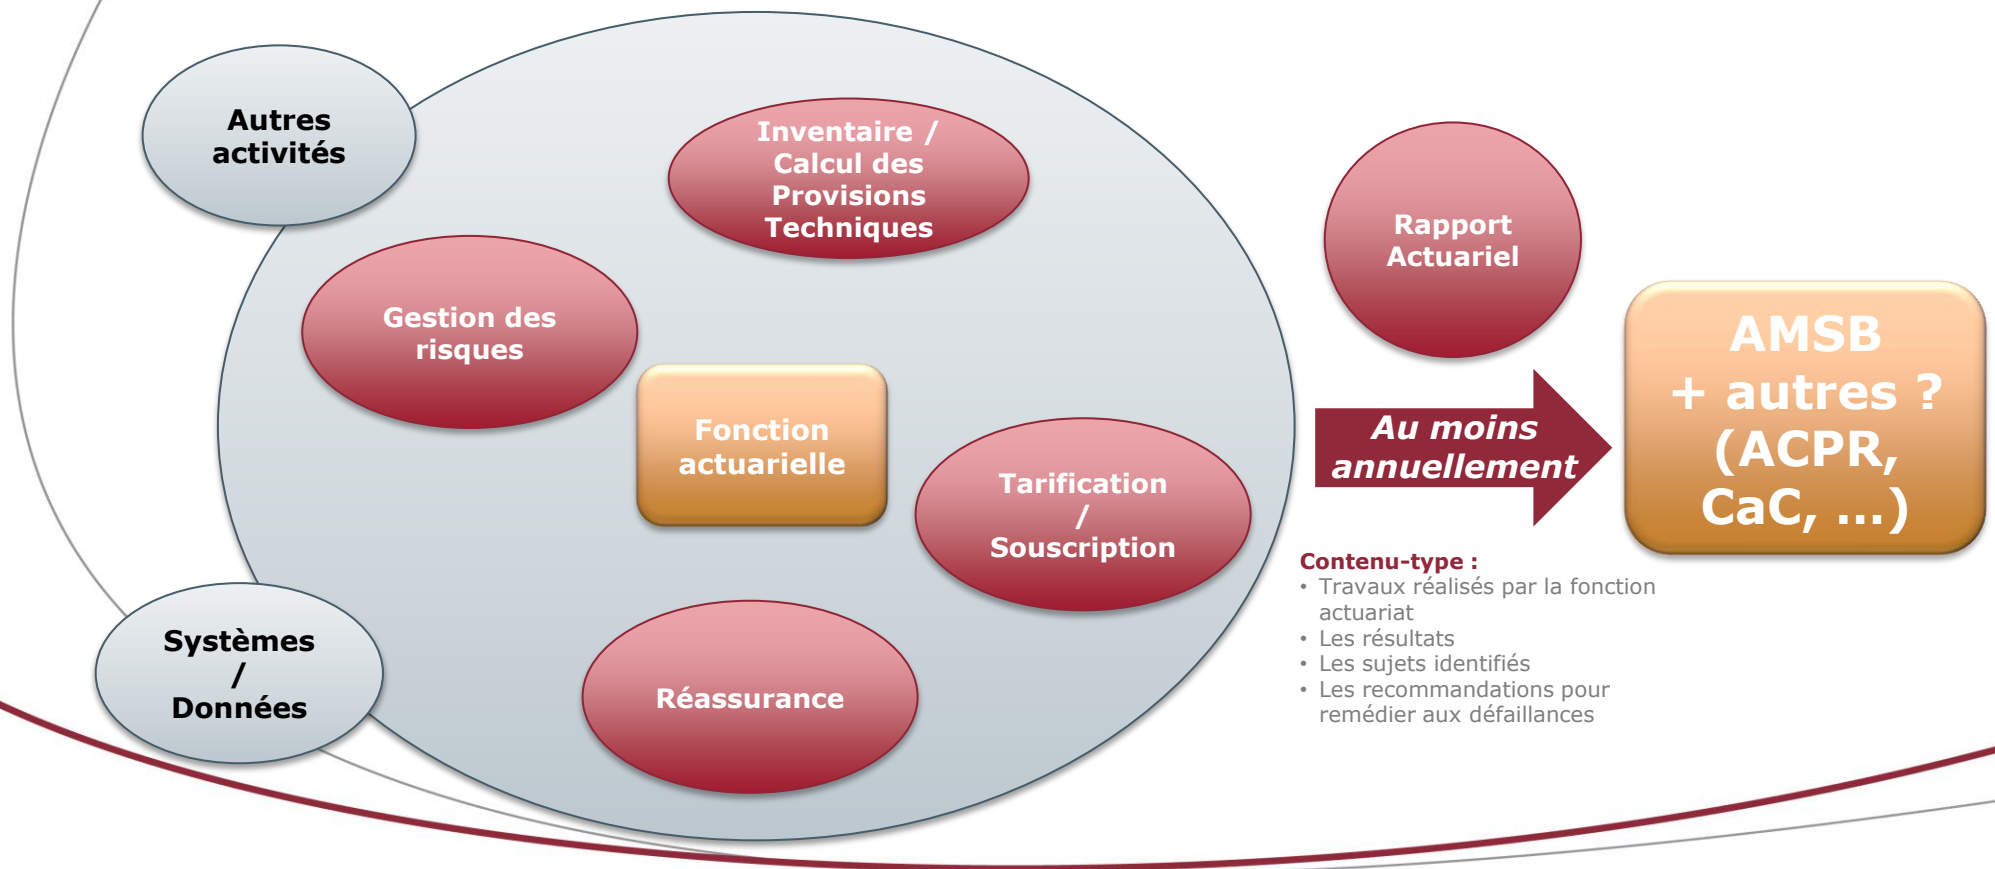 Autres
activités
Inventaire /
Calcul des
Provisions
Techniques
Gestion des
risques
Fonction
actuarielle
Tarification
/
Souscription
Réassurance
Systèmes
/
Données
Rapport
Actuariel
Au moins
annuellement
AMSB
+ autres ?
(ACPR,
CaC, ...)
Contenu-type :
• Travaux réalisés par la fonction
actuariat
• Les résultats
• Les sujets identifiés
• Les recommandations pour
remédier aux défaillances